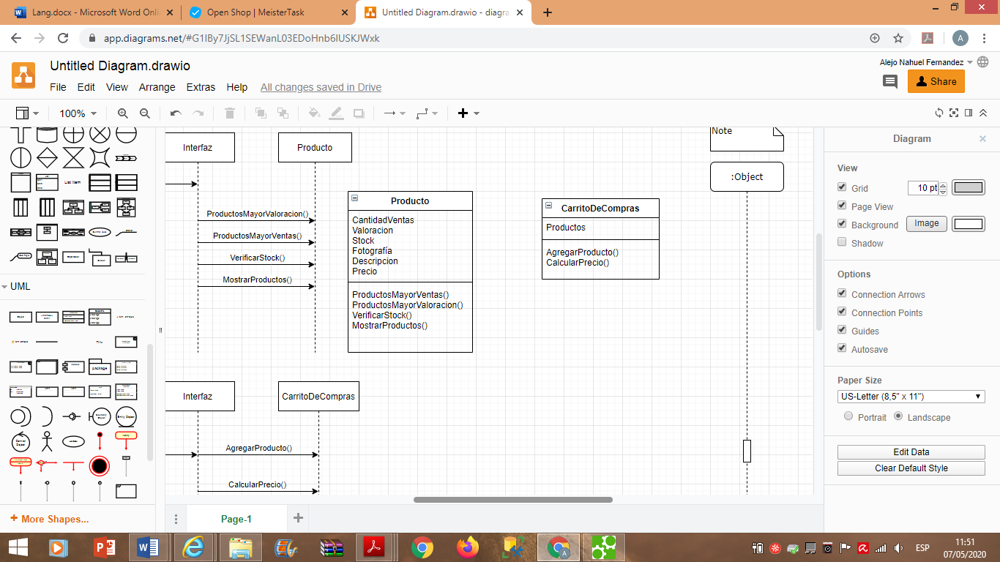 Lang.docx - Microsoft Word Onli
Open Shop | MeisterTask
Untitled Diagram.drawio - diagra
app.diagrams.net/#G1IBy7JjSL1SEWanL03EDoHnb6IUSKJWxk
A
Untitled Diagram.drawio
Alejo Nahuel Fernandez
File Edit View Arrange Extras Help All changes saved in Drive
Share
100%
List Item
UML
package
More Shapes...
Interfaz
Producto
ProductosMayorValoracion()
ProductosMayorVentas()
VerificarStock()
MostrarProductos()
Producto
CantidadVentas
Valoracion
Stock
Fotografía
Descripcion
Precio
ProductosMayorVentas()
ProductosMayorValoracion()
VerificarStock()
MostrarProductos()
CarritoDeCompras
Productos
AgregarProducto()
CalcularPrecio()
Note
:Object
Interfaz
CarritoDeCompras
AgregarProducto()
CalcularPrecio()
Page-1
Diagram
View
Grid 10 pt
Page View
Background Image
Shadow
Options
Connection Arrows
Connection Points
Guides
Autosave
Paper Size
US-Letter (8,5" x 11")
Portrait Landscape
Edit Data
Clear Default Style
ESP
11:51
07/05/2020